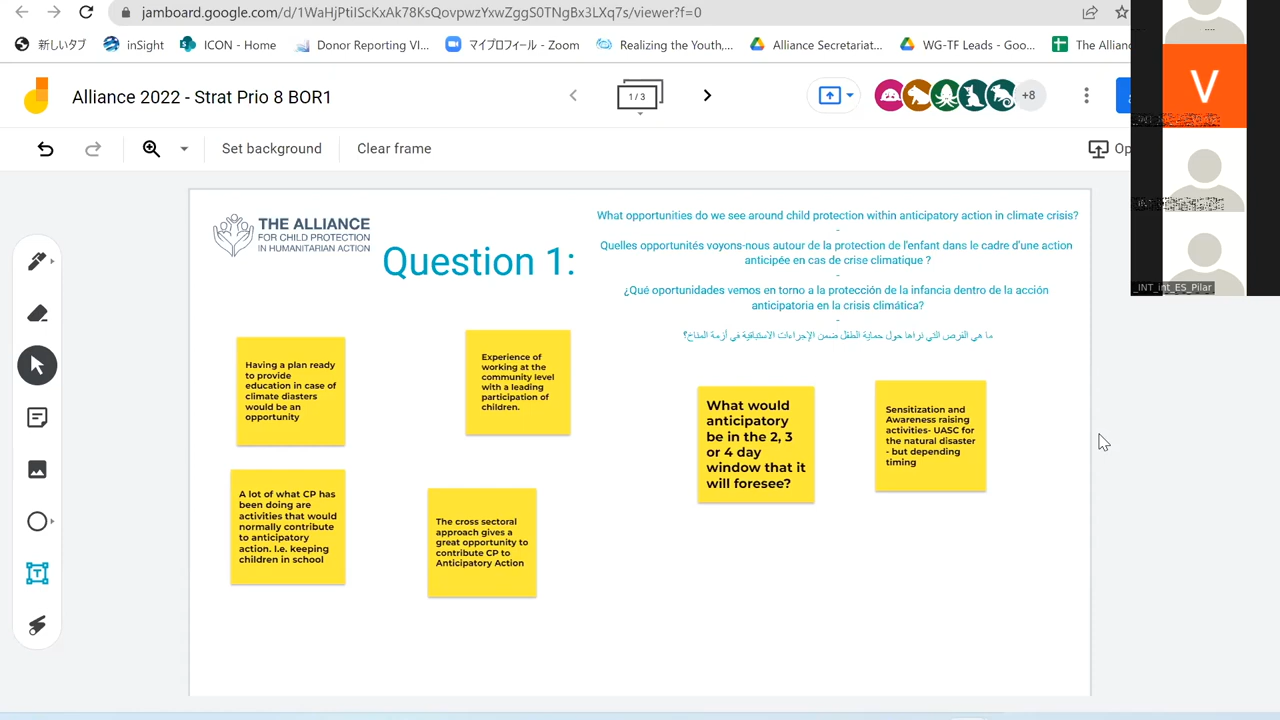 jamboard.google.com/d/1WaHjPtilScKxAk78KsQovpwzYxwZggS0TNgBx3LXq7s/viewer?f=0
新しいタブ inSight ICON - Home Donor Reporting VI... マイプロフィール - Zoom Realizing the Youth,... Alliance Secretariat... WG-TF Leads - Goo... The Allian
Alliance 2022 - Strat Prio 8 BOR1
1 / 3
+8
V
Set background
Clear frame
Op
THE ALLIANCE
FOR CHILD PROTECTION
IN HUMANITARIAN ACTION
Question 1:
What opportunities do we see around child protection within anticipatory action in climate crisis?
-
Quelles opportunités voyons-nous autour de la protection de l'enfant dans le cadre d'une action
anticipée en cas de crise climatique ?
-
¿Qué oportunidades vemos en torno a la protección de la infancia dentro de la acción
anticipatoria en la crisis climática?
-
ما هي الفرص التي نراها حول حماية الطفل ضمن الإجراءات الاستباقية في أزمة المناخ؟
_INT_int_ES_Pilar
Having a plan ready
to provide
education in case of
climate diasters
would be an
opportunity
Experience of
working at the
community level
with a leading
participation of
children.
What would
anticipatory
be in the 2, 3
or 4 day
window that it
will foresee?
Sensitization and
Awareness raising
activities- UASC for
the natural disaster
- but depending
timing
A lot of what CP has
been doing are
activities that would
normally contribute
to anticipatory
action. I.e. keeping
children in school
The cross sectoral
approach gives a
great opportunity to
contribute CP to
Anticipatory Action